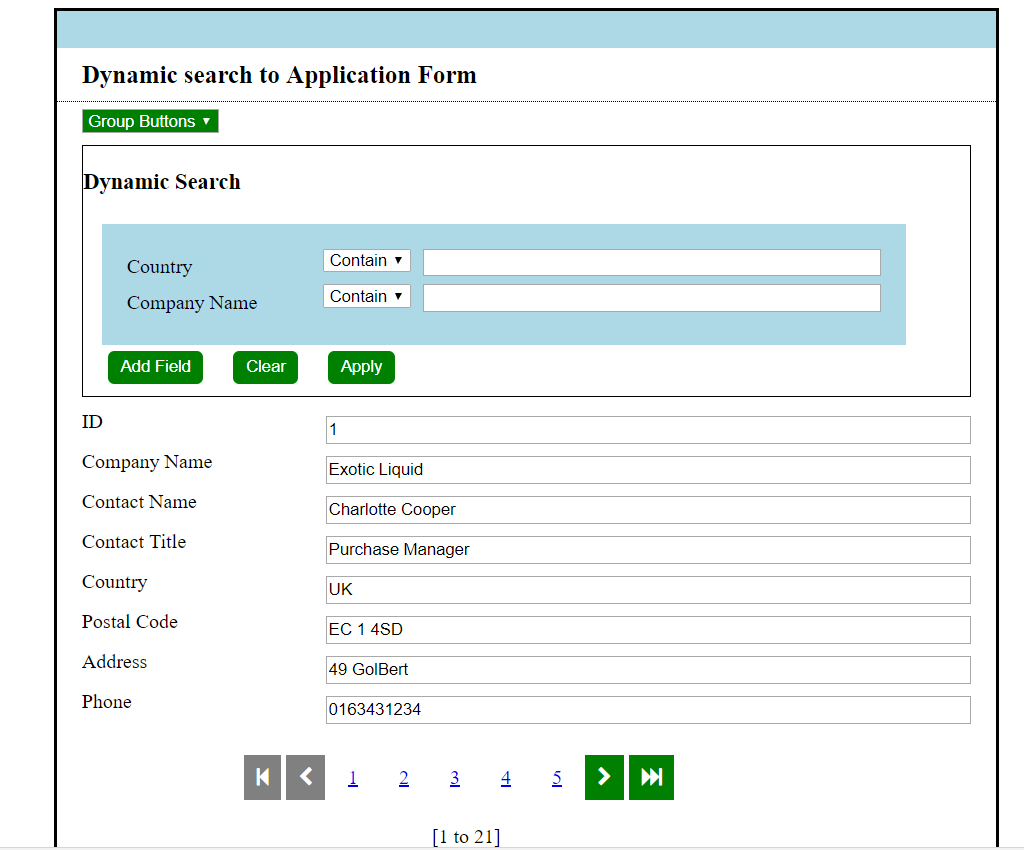 Dynamic search to Application Form
Group Buttons ▼
Dynamic Search
Country Contain ▼
Company Name Contain ▼
Add Field Clear Apply
ID 1
Company Name Exotic Liquid
Contact Name Charlotte Cooper
Contact Title Purchase Manager
Country UK
Postal Code EC 1 4SD
Address 49 GolBert
Phone 0163431234
1 2 3 4 5
[1 to 21]